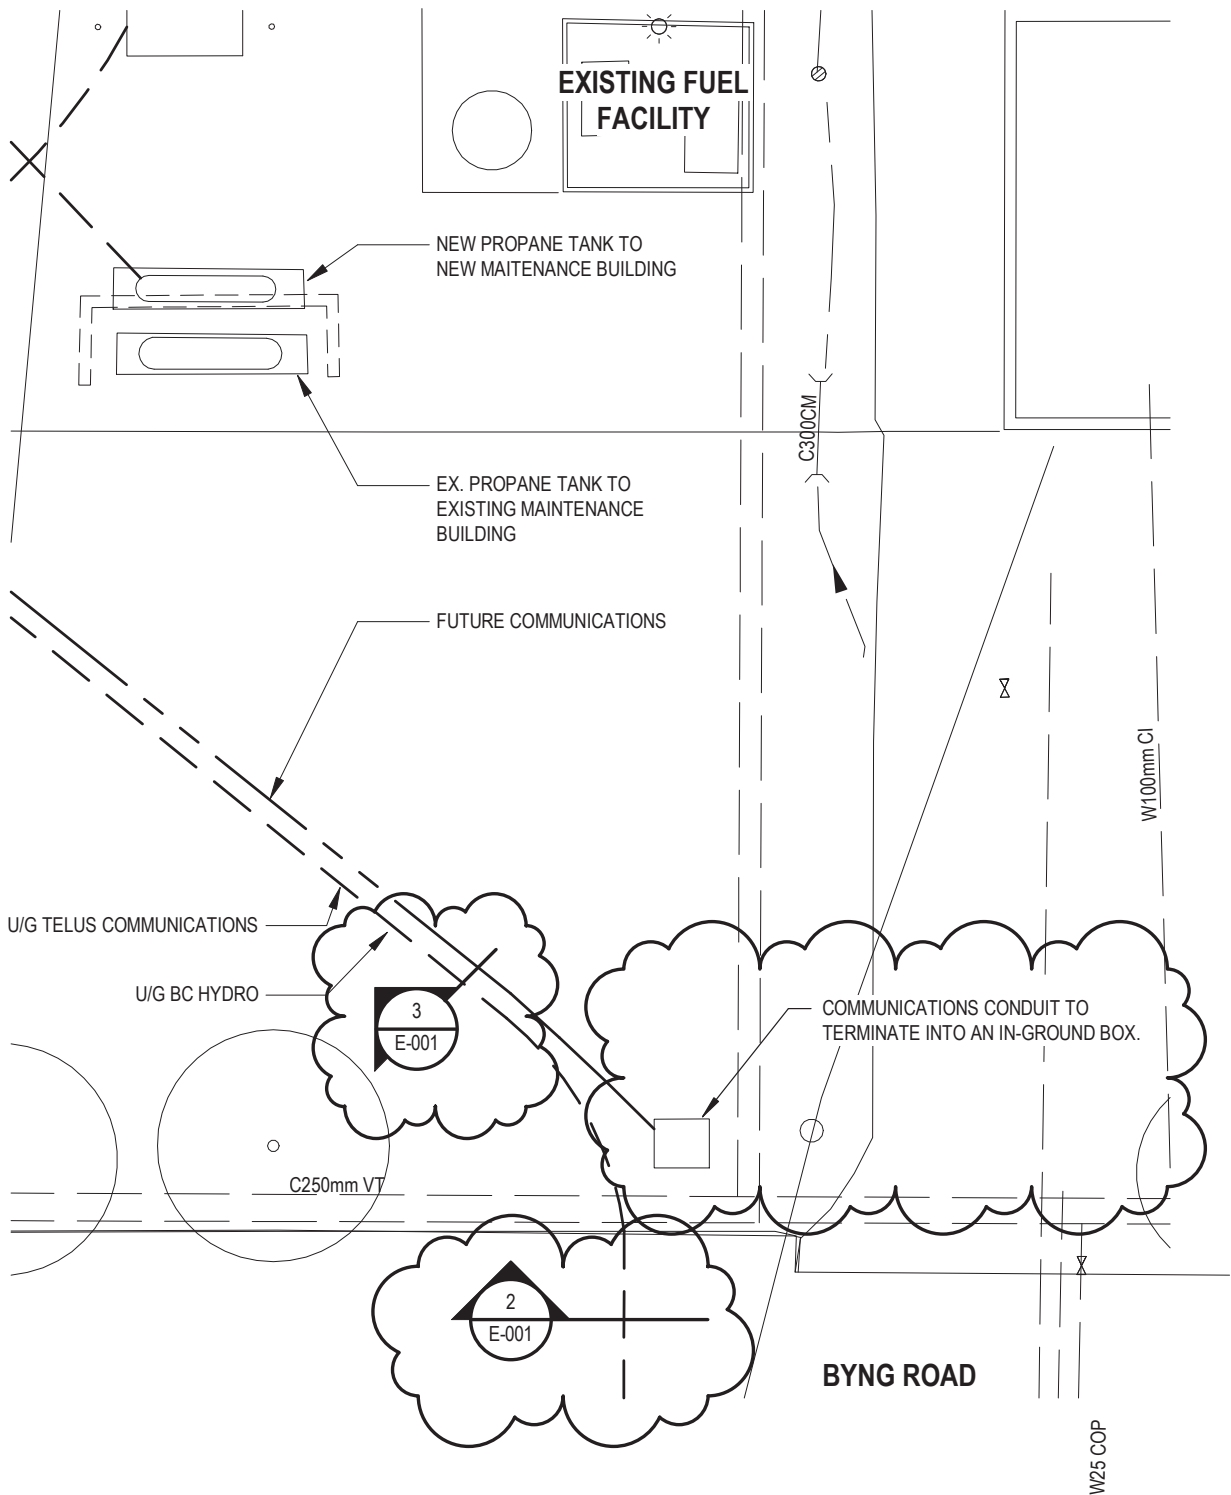 EXISTING FUEL
FACILITY
NEW PROPANE TANK TO
NEW MAITENANCE BUILDING
C300CM
EX. PROPANE TANK TO
EXISTING MAINTENANCE
BUILDING
FUTURE COMMUNICATIONS
W100mm CI
U/G TELUS COMMUNICATIONS
U/G BC HYDRO
3
E-001
COMMUNICATIONS CONDUIT TO
TERMINATE INTO AN IN-GROUND BOX.
C250mm VT
2
E-001
BYNG ROAD
W25 COP